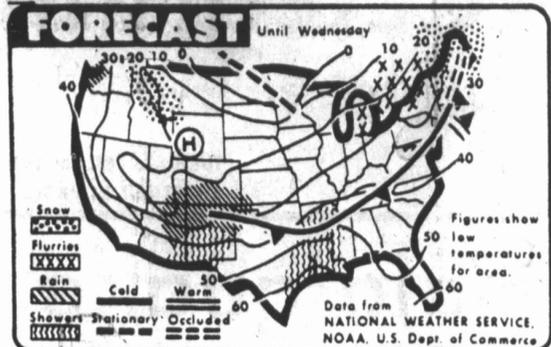 FORECAST
Until Wednesday
30 20 10 0
0 10 20
30
40
40
H
Snow
Flurries
Rain
Showers
Cold
Warm
Stationary
Occluded
50
60
50
60
Figures show
low
temperatures
for area.
Data from
NATIONAL WEATHER SERVICE,
NOAA, U.S. Dept. of Commerce